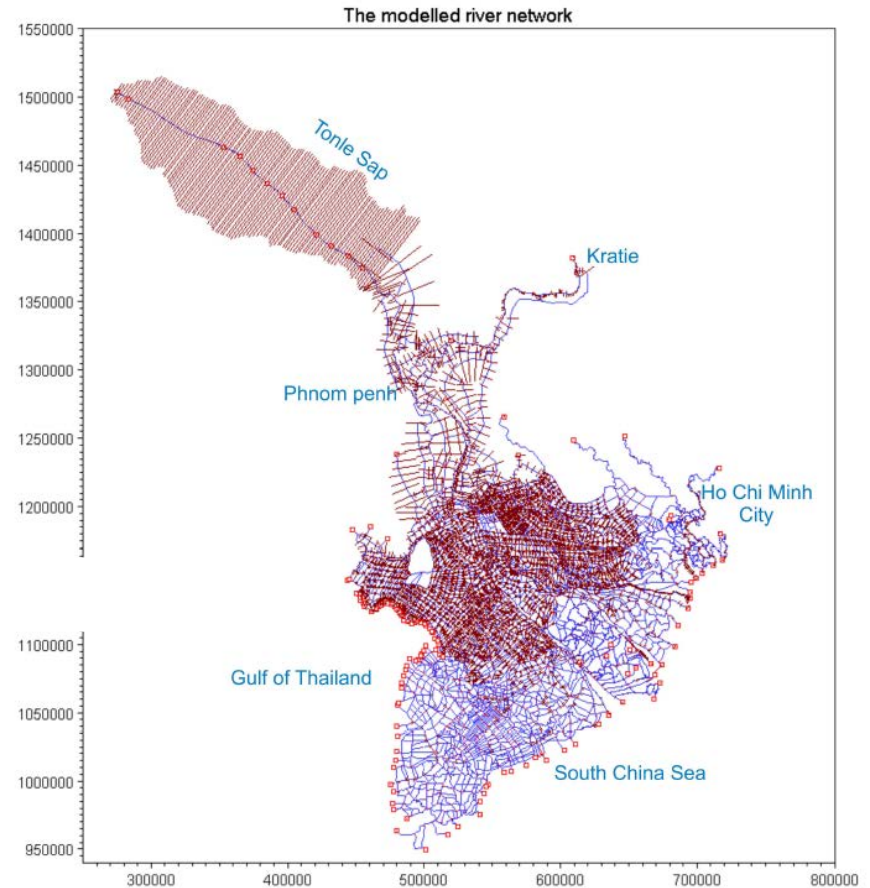 The modelled river network
1550000
1500000
Tonle Sap
1450000
1400000
Kratie
1350000
1300000
Phnom penh
1250000
Ho Chi Minh
City
1200000
1100000
Gulf of Thailand
1050000
South China Sea
1000000
950000
300000 400000 500000 600000 700000 800000